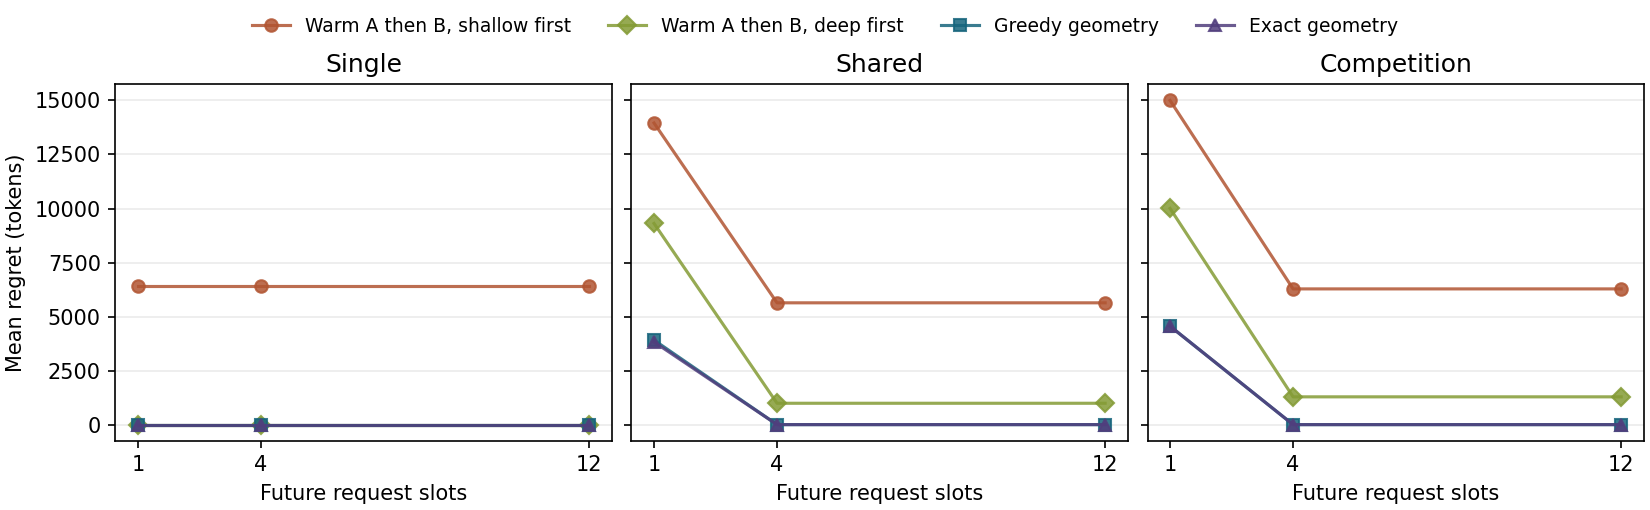 Warm A then B, shallow first
Warm A then B, deep first
Greedy geometry
Exact geometry
Single
Shared
Competition
Mean regret (tokens)
15000
12500
10000
7500
5000
2500
0
1 4 12
1 4 12
1 4 12
Future request slots
Future request slots
Future request slots